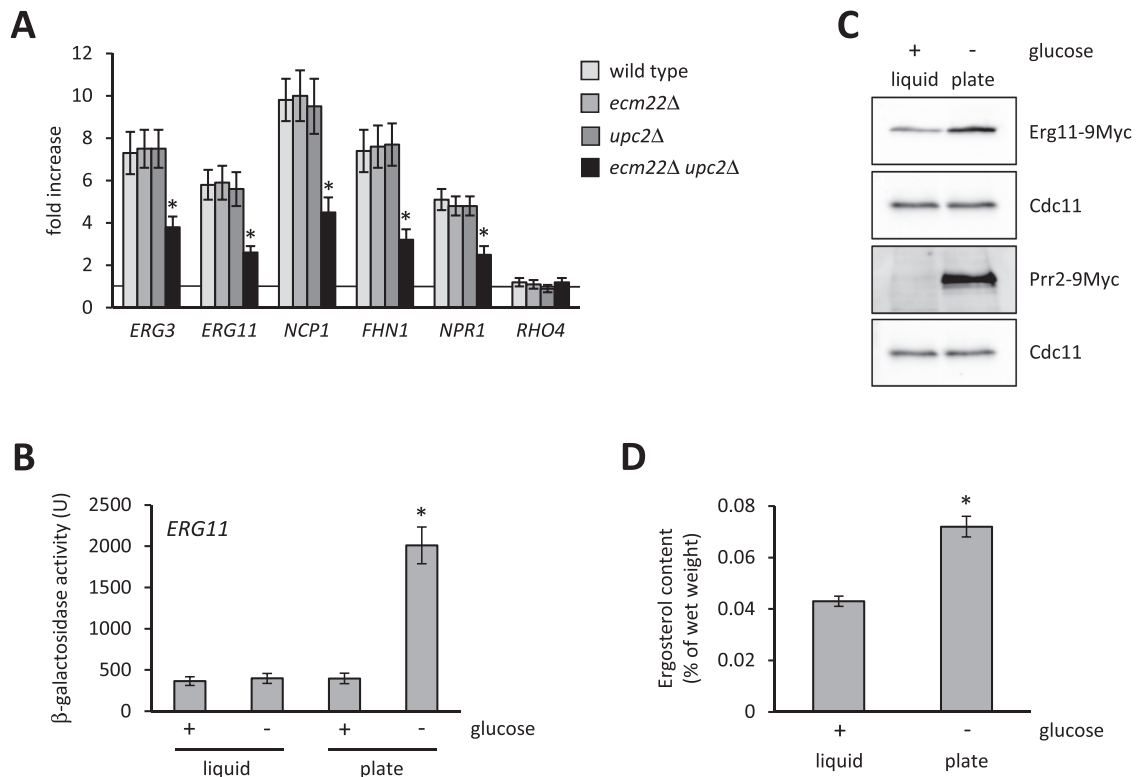 A
12
10
8
6
4
2
0
fold increase
* * * * *
ERG3 ERG11 NCP1 FHN1 NPR1 RHO4
wild type
ecm22Δ
upc2Δ
ecm22Δ upc2Δ
C
+ - glucose
liquid plate
Erg11-9Myc
Cdc11
Prr2-9Myc
Cdc11
B
2500
2000
1500
1000
500
0
β-galactosidase activity (U)
ERG11
*
+ - + - glucose
liquid plate
D
0.08
0.06
0.04
0.02
0
Ergosterol content
(% of wet weight)
*
+ - glucose
liquid plate